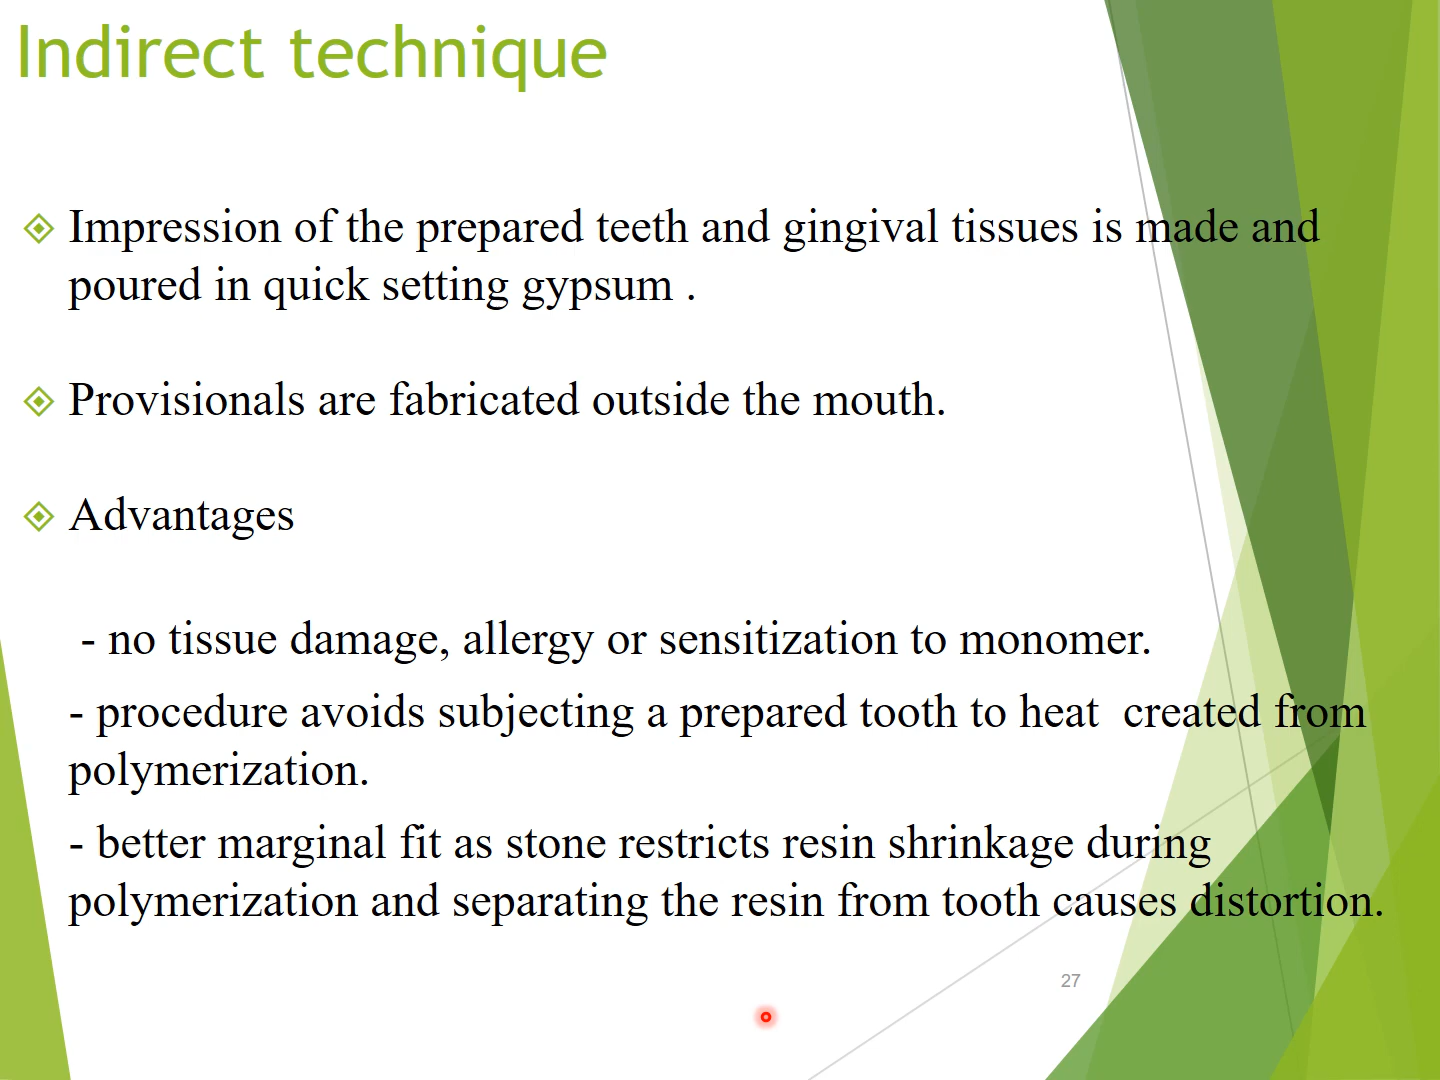 Indirect technique
Impression of the prepared teeth and gingival tissues is made and
poured in quick setting gypsum .
Provisionals are fabricated outside the mouth.
Advantages
- no tissue damage, allergy or sensitization to monomer.
- procedure avoids subjecting a prepared tooth to heat  created from
polymerization.
- better marginal fit as stone restricts resin shrinkage during
polymerization and separating the resin from tooth causes distortion.
27